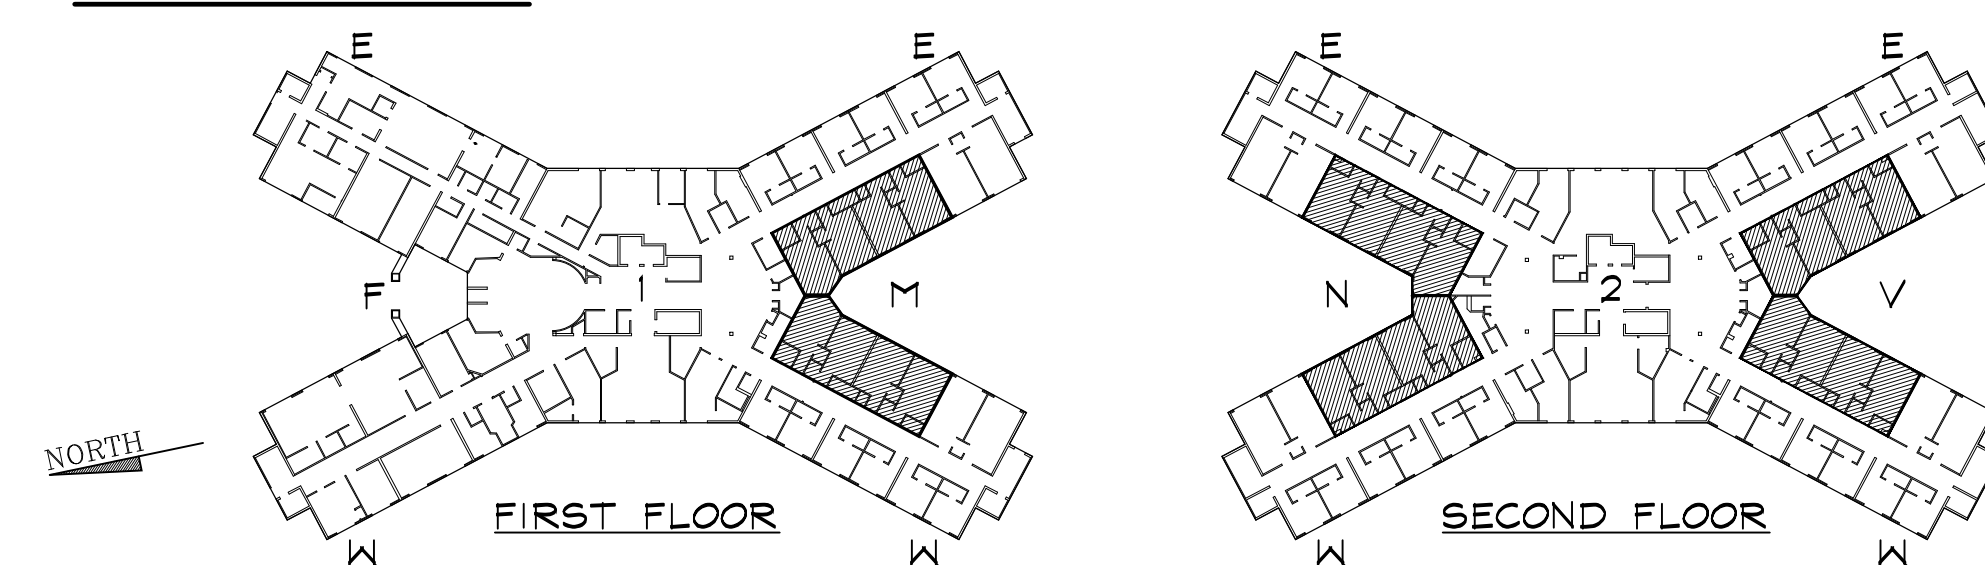 E E E E
F 1 M N 2 V
NORTH
FIRST FLOOR SECOND FLOOR
W W W W